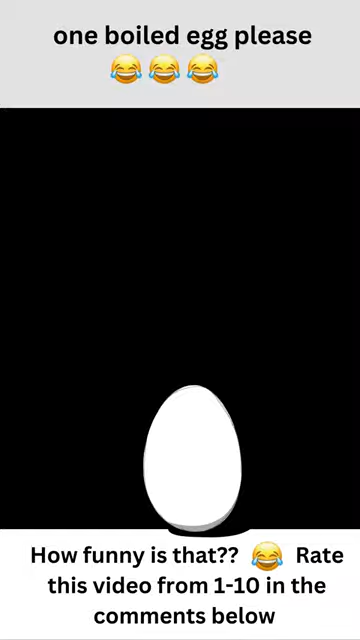 one boiled egg please
😂😂😂
How funny is that?? 😂 Rate
this video from 1-10 in the
comments below